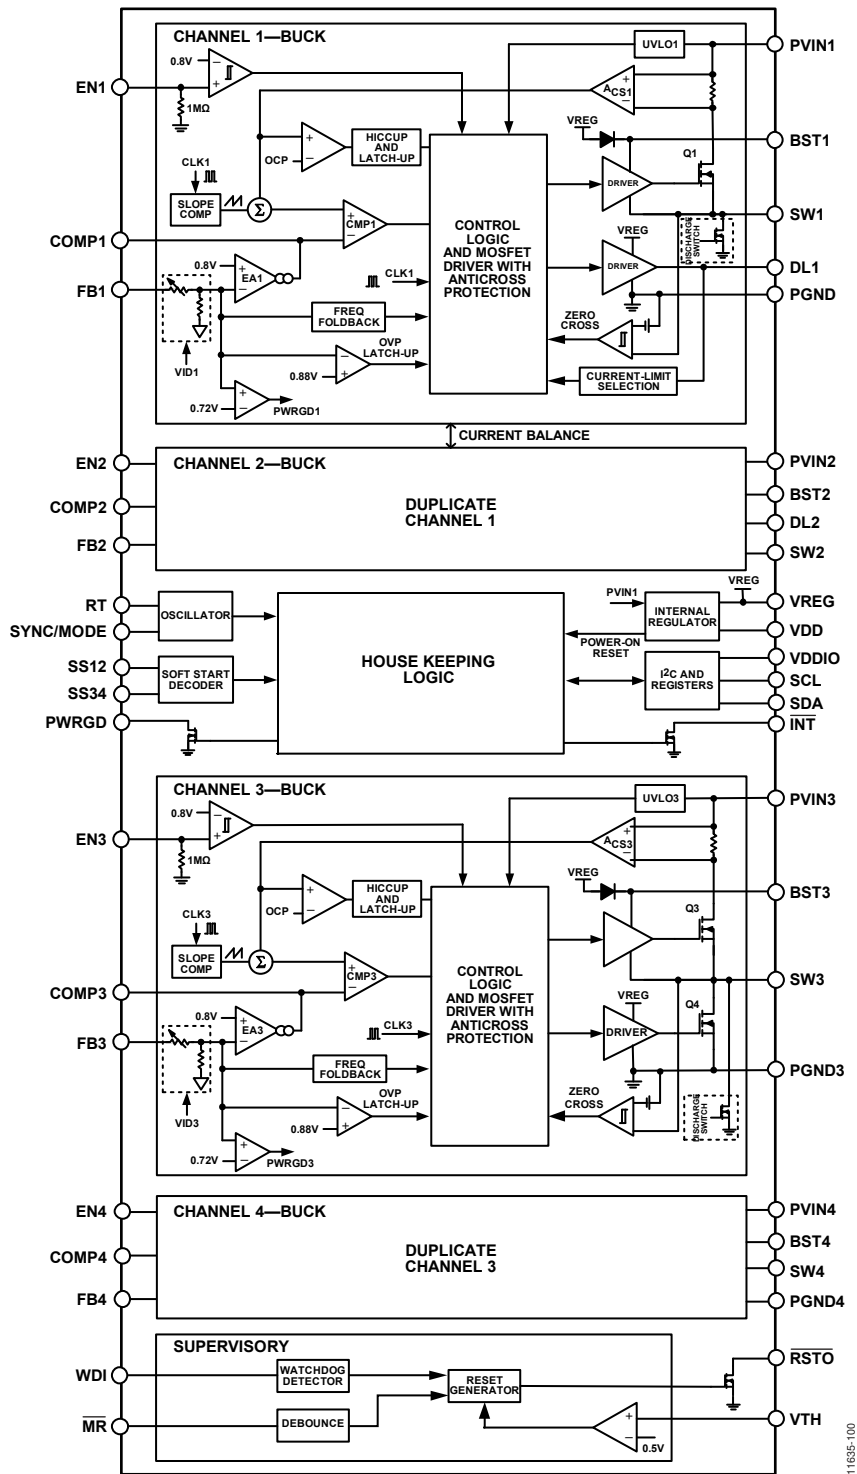 CHANNEL 1—BUCK
UVLO1
PVIN1
0.8V
EN1
1MΩ
ACS1
VREG
BST1
HICCUP
AND
LATCH-UP
OCP
CLK1
Q1
DRIVER
SLOPE
COMP
Σ
CMP1
SW1
CONTROL
LOGIC
AND MOSFET
DRIVER WITH
ANTICROSS
PROTECTION
DISCHARGE
SWITCH
COMP1
VREG
DRIVER
DL1
0.8V
EA1
CLK1
FB1
PGND
FREQ
FOLDBACK
ZERO
CROSS
OVP
LATCH-UP
VID1
0.88V
CURRENT-LIMIT
SELECTION
0.72V
PWRGD1
CURRENT BALANCE
EN2
CHANNEL 2—BUCK
PVIN2
BST2
COMP2
DUPLICATE
CHANNEL 1
DL2
FB2
SW2
RT
OSCILLATOR
SYNC/MODE
PVIN1
INTERNAL
REGULATOR
VREG
VREG
VDD
POWER-ON
RESET
HOUSE KEEPING
LOGIC
SS12
SOFT START
DECODER
SS34
VDDIO
I2C AND
REGISTERS
SCL
SDA
PWRGD
INT
CHANNEL 3—BUCK
UVLO3
PVIN3
0.8V
EN3
1MΩ
ACS3
VREG
BST3
HICCUP
AND
LATCH-UP
OCP
CLK3
Q3
SLOPE
COMP
Σ
CMP3
SW3
CONTROL
LOGIC
AND MOSFET
DRIVER WITH
ANTICROSS
PROTECTION
COMP3
VREG
Q4
DRIVER
0.8V
EA3
CLK3
FB3
PGND3
FREQ
FOLDBACK
ZERO
CROSS
DISCHARGE
SWITCH
OVP
LATCH-UP
VID3
0.88V
0.72V
PWRGD3
EN4
CHANNEL 4—BUCK
PVIN4
BST4
COMP4
DUPLICATE
CHANNEL 3
SW4
FB4
PGND4
SUPERVISORY
RSTO
WDI
WATCHDOG
DETECTOR
RESET
GENERATOR
MR
DEBOUNCE
VTH
0.5V
11635-100